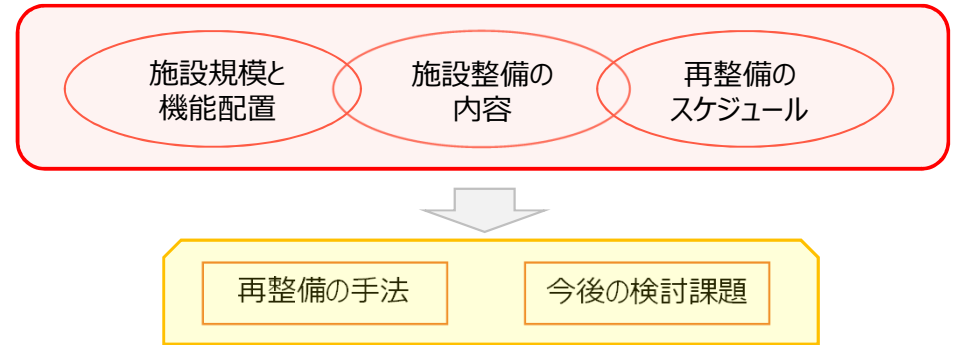 施設規模と
機能配置
施設整備の
内容
再整備の
スケジュール
再整備の手法
今後の検討課題